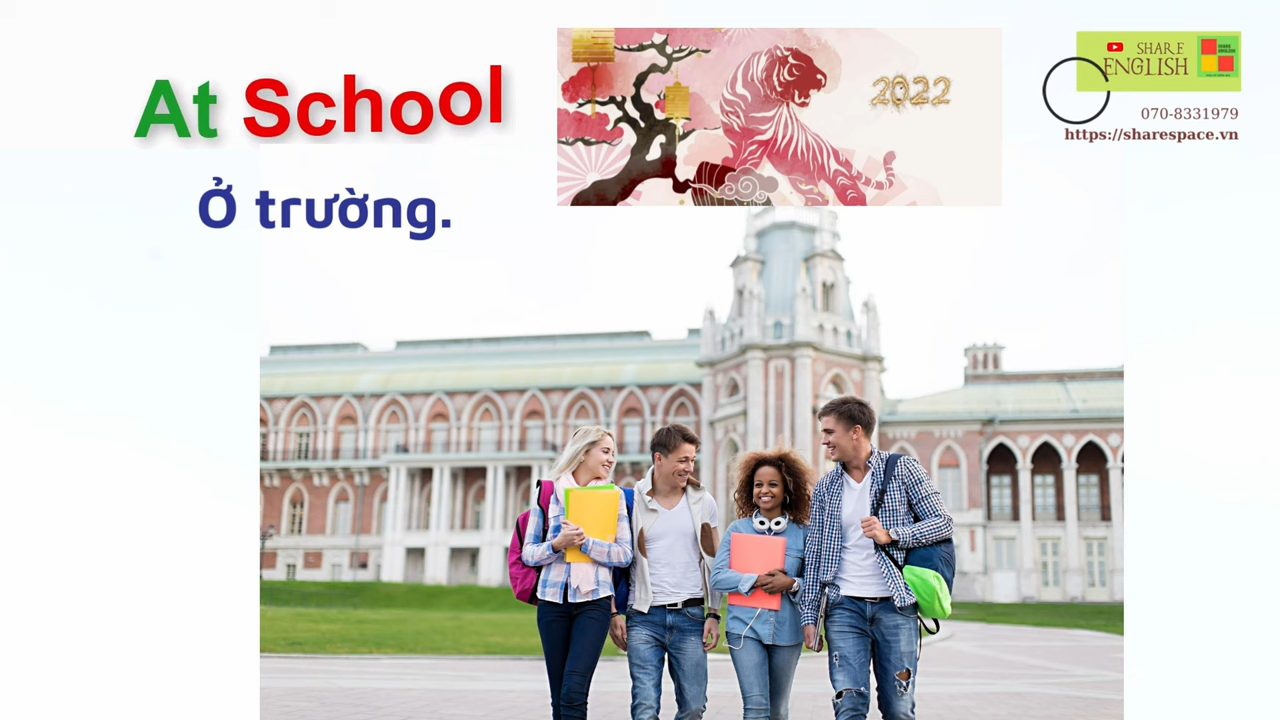 At School
Ở trường.
2022
SHARE
ENGLISH
070-8331979
https://sharespace.vn